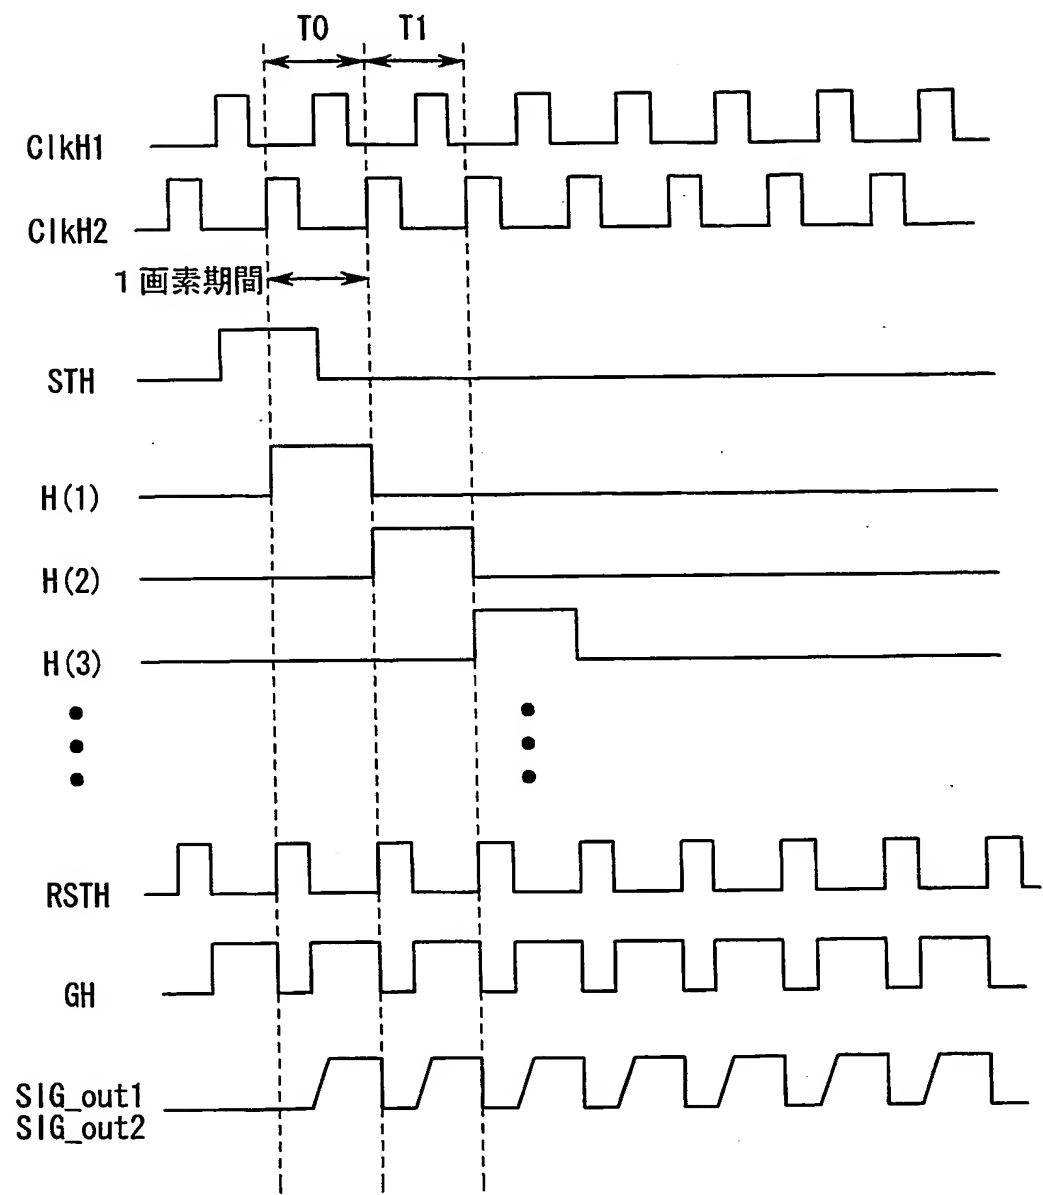 T0 T1
ClkH1
ClkH2
1画素期間
STH
H(1)
H(2)
H(3)
RSTH
GH
SIG_out1
SIG_out2